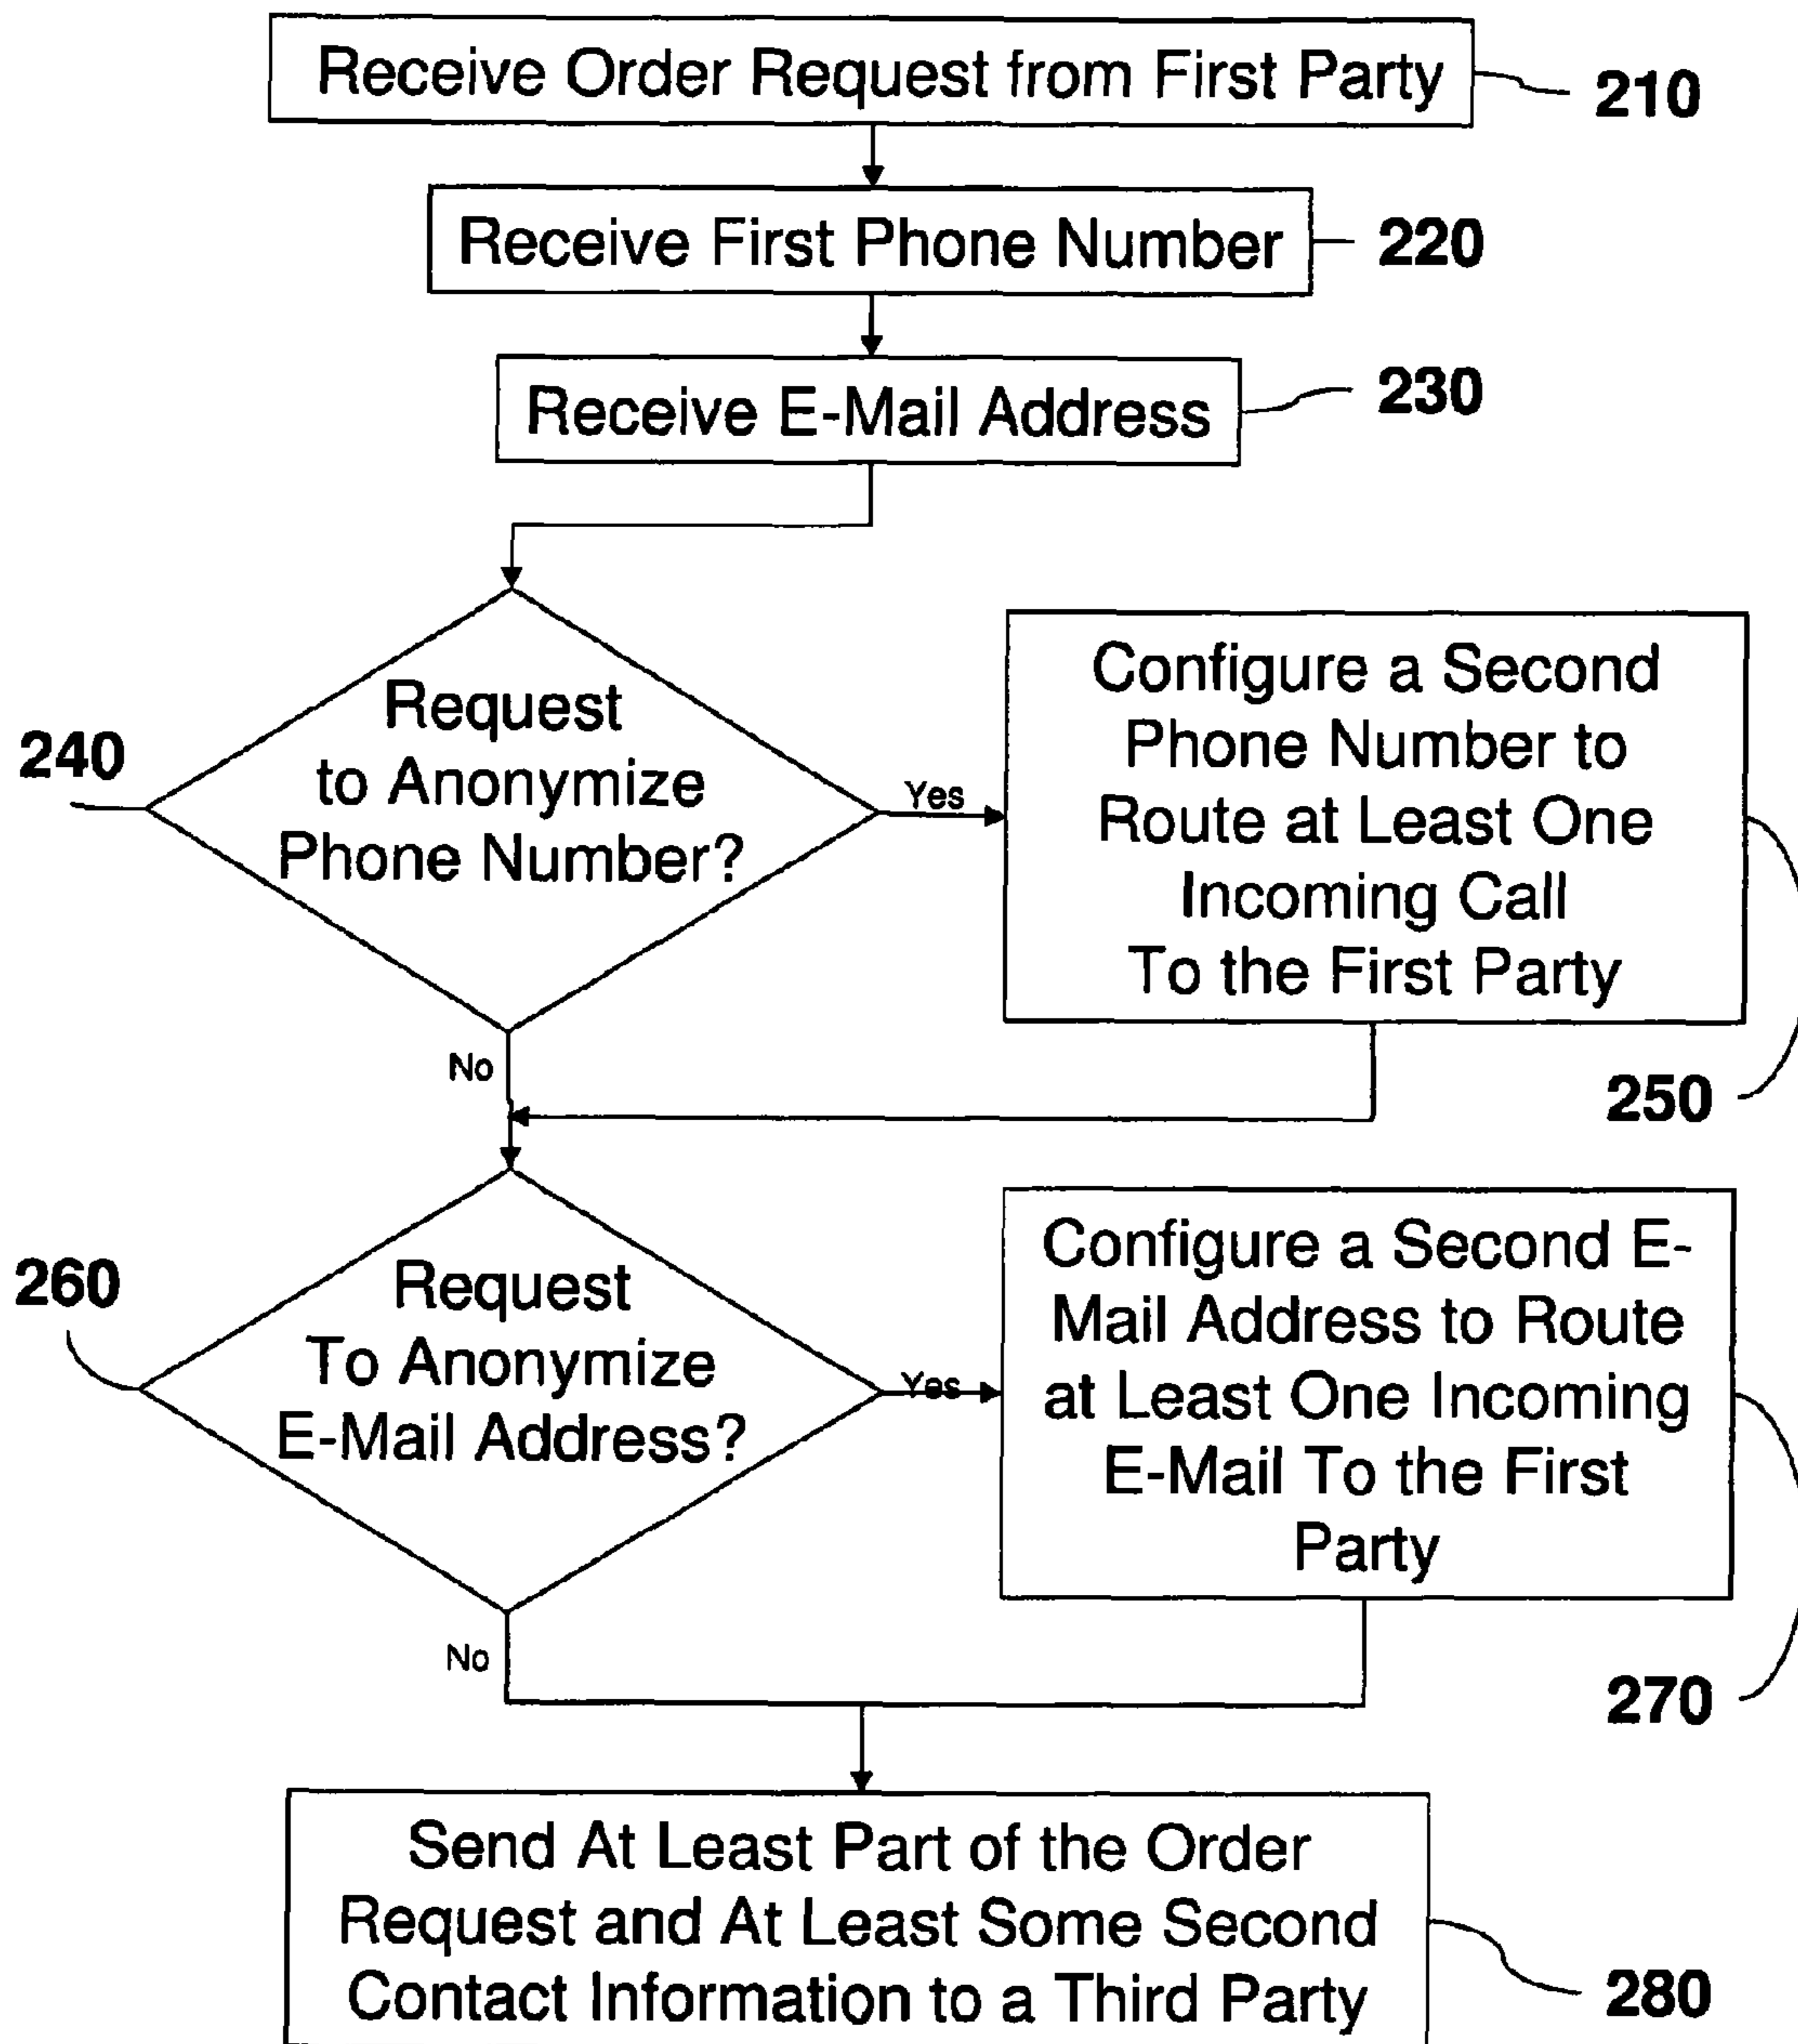 Receive Order Request from First Party
210
Receive First Phone Number
220
Receive E-Mail Address
230
240
Request
to Anonymize
Phone Number?
Yes
Configure a Second
Phone Number to
Route at Least One
Incoming Call
To the First Party
250
No
260
Request
To Anonymize
E-Mail Address?
Yes
Configure a Second E-
Mail Address to Route
at Least One Incoming
E-Mail To the First
Party
270
No
Send At Least Part of the Order
Request and At Least Some Second
Contact Information to a Third Party
280